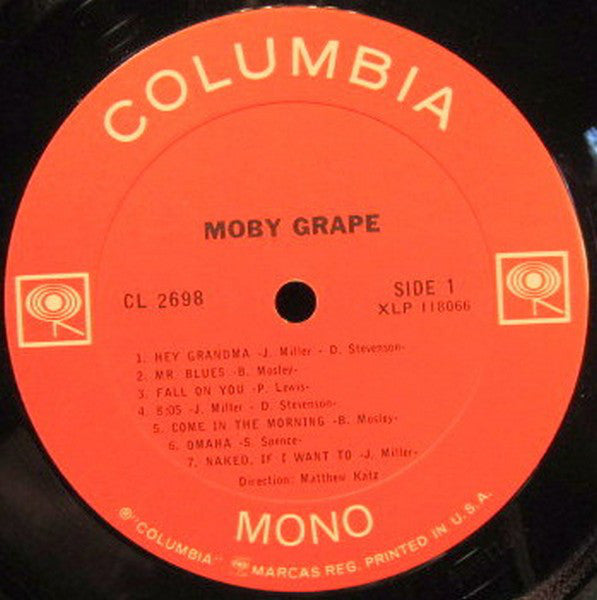 COLUMBIA
MOBY GRAPE
CL 2698
SIDE 1
XLP 118066
1. HEY GRANDMA -J. Miller - D. Stevenson-
2. MR. BLUES -B. Mosley-
3. FALL ON YOU -P. Lewis-
4. 8:05 -J. Miller - D. Stevenson-
5. COME IN THE MORNING -B. Mosley-
6. OMAHA -S. Spence-
7. NAKED, IF I WANT TO -J. Miller-
Direction: Matthew Katz
MONO
℗"COLUMBIA" MARCAS REG. PRINTED IN U.S.A.